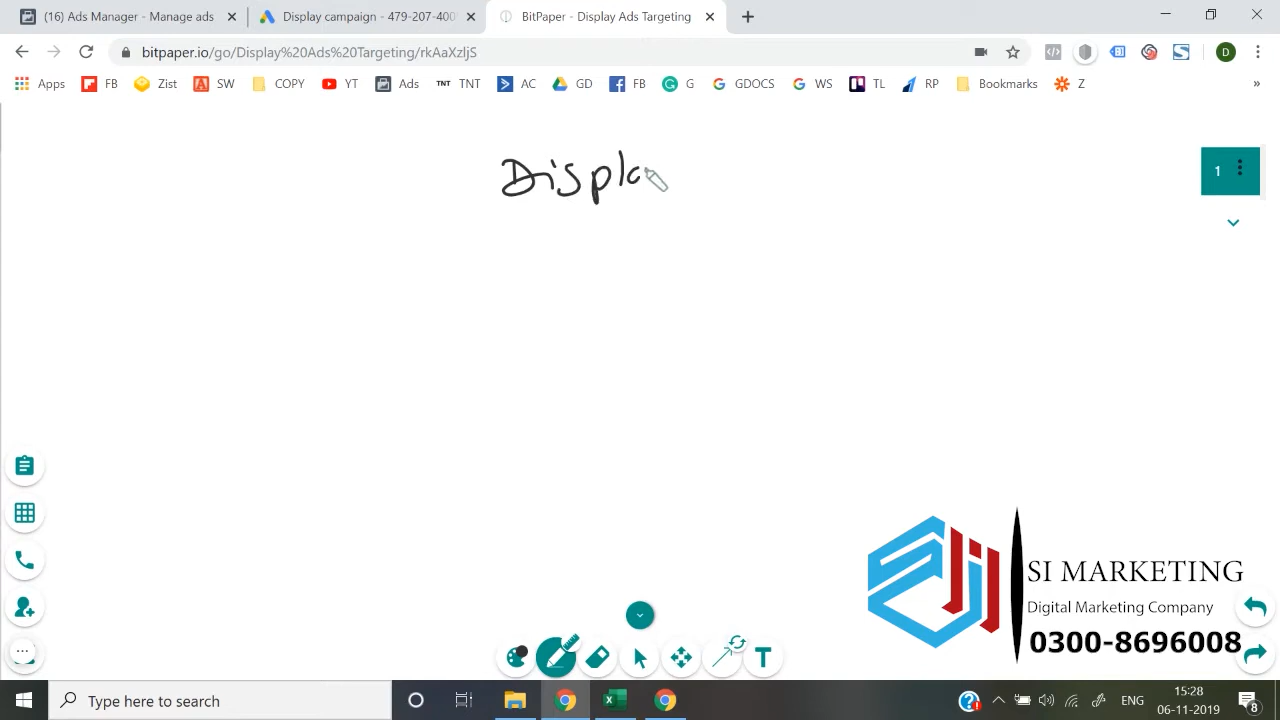 (16) Ads Manager - Manage ads
Display campaign - 479-207-400
BitPaper - Display Ads Targeting
bitpaper.io/go/Display%20Ads%20Targeting/rkAaXzljS
D
Apps FB Zist SW COPY YT Ads TNT TNT AC GD FB G GDOCS WS TL RP Bookmarks Z »
Displa
1
SI MARKETING
Digital Marketing Company
0300-8696008
T
Type here to search
ENG
15:28
06-11-2019
8